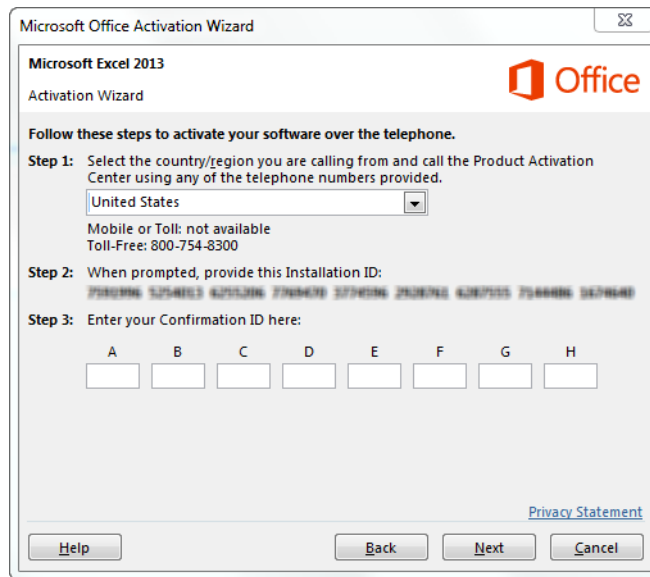 Microsoft Office Activation Wizard
Microsoft Excel 2013
Activation Wizard
Office
Follow these steps to activate your software over the telephone.
Step 1: Select the country/region you are calling from and call the Product Activation
Center using any of the telephone numbers provided.
United States
Mobile or Toll: not available
Toll-Free: 800-754-8300
Step 2: When prompted, provide this Installation ID:
Step 3: Enter your Confirmation ID here:
A B C D E F G H
Privacy Statement
Help Back Next Cancel